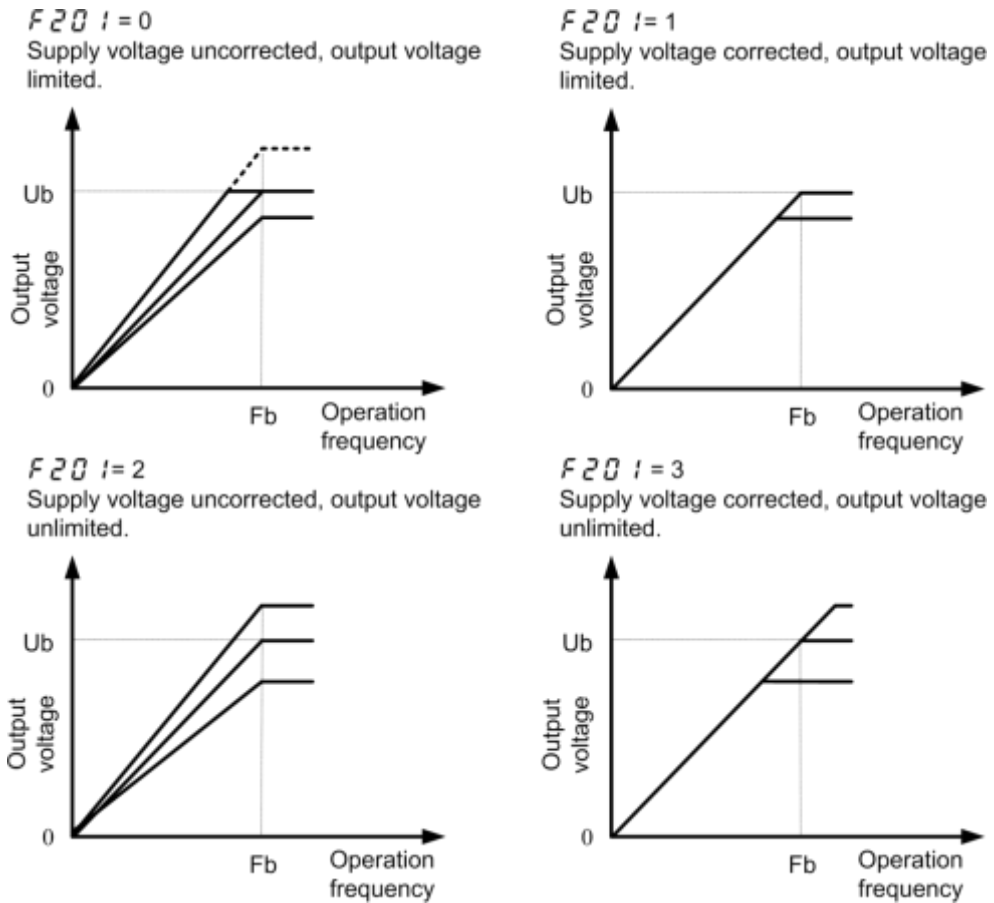 F201 = 0
Supply voltage uncorrected, output voltage
limited.
Ub
Output
voltage
0
Fb
Operation
frequency
F201= 1
Supply voltage corrected, output voltage
limited.
Ub
Output
voltage
0
Fb
Operation
frequency
F201= 2
Supply voltage uncorrected, output voltage
unlimited.
Ub
Output
voltage
0
Fb
Operation
frequency
F201 = 3
Supply voltage corrected, output voltage
unlimited.
Ub
Output
voltage
0
Fb
Operation
frequency